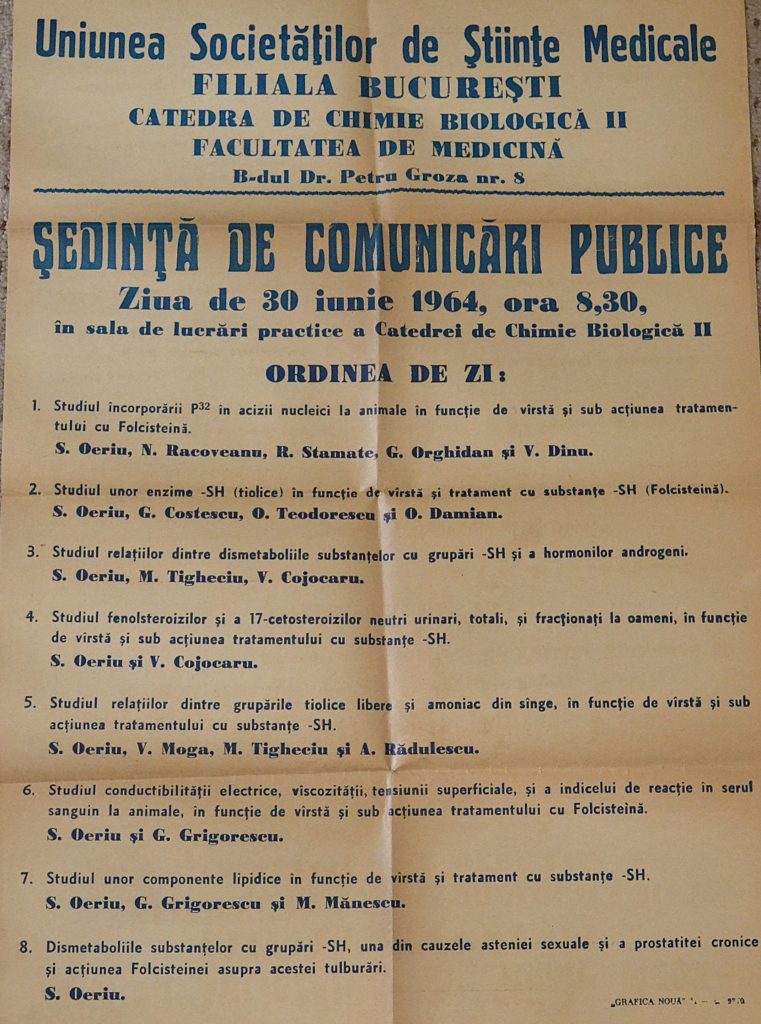 Uniunea Societăţilor de Ştiinţe Medicale
FILIALA BUCUREŞTI
CATEDRA DE CHIMIE BIOLOGICĂ II
FACULTATEA DE MEDICINĂ
B-dul Dr. Petru Groza nr. 8
ŞEDINŢĂ DE COMUNICĂRI PUBLICE
Ziua de 30 iunie 1964, ora 8,30,
în sala de lucrări practice a Catedrei de Chimie Biologică II
ORDINEA DE ZI:
1. Studiul încorporării P³² în acizii nucleici la animale în funcţie de vîrstă şi sub acţiunea tratamen-
tului cu Folcisteină.
S. Oeriu, N. Racoveanu, R. Stamate, G. Orghidan şi V. Dinu.
2. Studiul unor enzime -SH (tiolice) în funcţie de vîrstă şi tratament cu substanţe -SH (Folcisteină).
S. Oeriu, G. Costescu, O. Teodorescu şi O. Damian.
3. Studiul relaţiilor dintre dismetaboliile substanţelor cu grupări -SH şi a hormonilor androgeni.
S. Oeriu, M. Tigheciu, V. Cojocaru.
4. Studiul fenolsteroizilor şi a 17-cetosteroizilor neutri urinari, totali, şi fracţionaţi la oameni, în funcţie
de vîrstă şi sub acţiunea tratamentului cu substanţe -SH.
S. Oeriu şi V. Cojocaru.
5. Studiul relaţiilor dintre grupările tiolice libere şi amoniac din sînge, în funcţie de vîrstă şi sub
acţiunea tratamentului cu substanţe -SH.
S. Oeriu, V. Moga, M. Tigheciu şi A. Rădulescu.
6. Studiul conductibilităţii electrice, viscozităţii, tensiunii superficiale, şi a indicelui de reacţie în serul
sanguin la animale, în funcţie de vîrstă şi sub acţiunea tratamentului cu Folcisteină.
S. Oeriu şi G. Grigorescu.
7. Studiul unor componente lipidice în funcţie de vîrstă şi tratament cu substanţe -SH.
S. Oeriu, G. Grigorescu şi M. Mănescu.
8. Dismetaboliile substanţelor cu grupări -SH, una din cauzele asteniei sexuale şi a prostatitei cronice
şi acţiunea Folcisteinei asupra acestei tulburări.
S. Oeriu.
„GRAFICA NOUĂ"